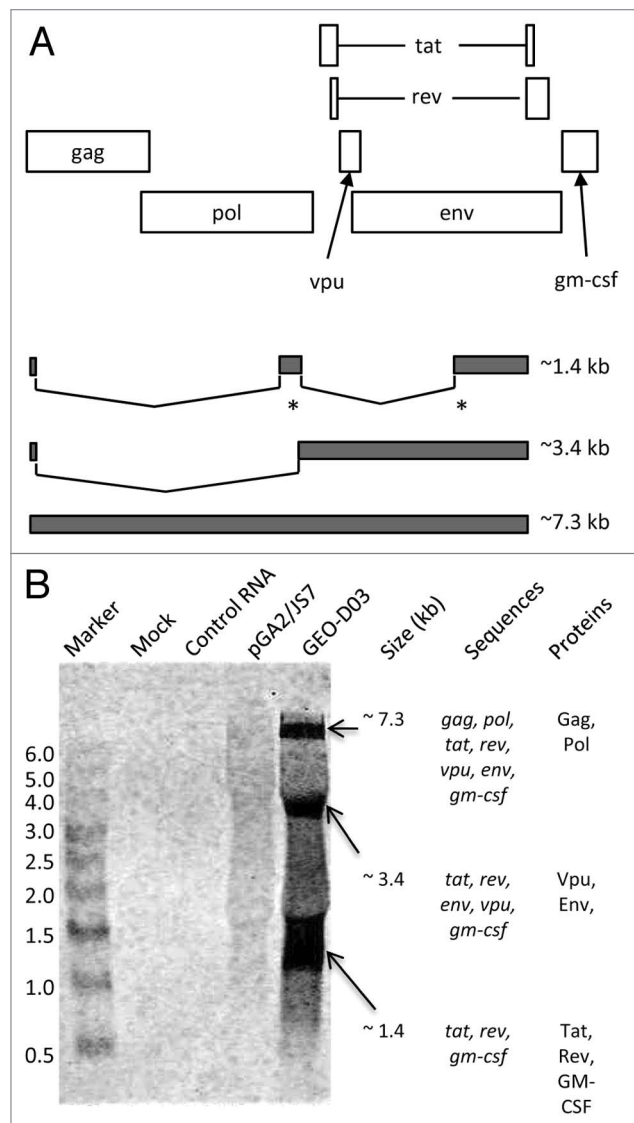 A
tat
rev
gag
pol
env
vpu
gm-csf
~1.4 kb
* *
~3.4 kb
~7.3 kb
B
Marker
Mock
Control RNA
pGA2/JS7
GEO-D03
Size (kb)
Sequences
Proteins
6.0
5.0
4.0
3.0
2.5
2.0
1.5
1.0
0.5
~ 7.3
gag, pol,
tat, rev,
vpu, env,
gm-csf
Gag,
Pol
~ 3.4
tat, rev,
env, vpu,
gm-csf
Vpu,
Env,
~ 1.4
tat, rev,
gm-csf
Tat,
Rev,
GM-
CSF